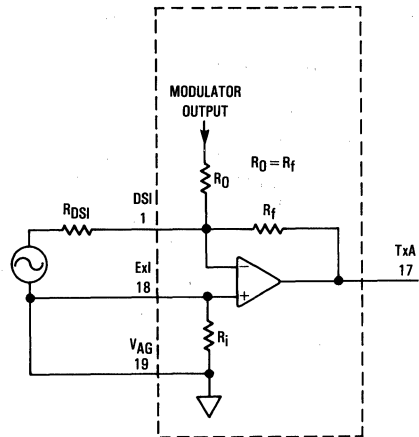 MODULATOR
OUTPUT
R0 = Rf
R0
DSI
1
RDSI
Rf
ExI
18
TxA
17
VAG
19
Ri
−
+